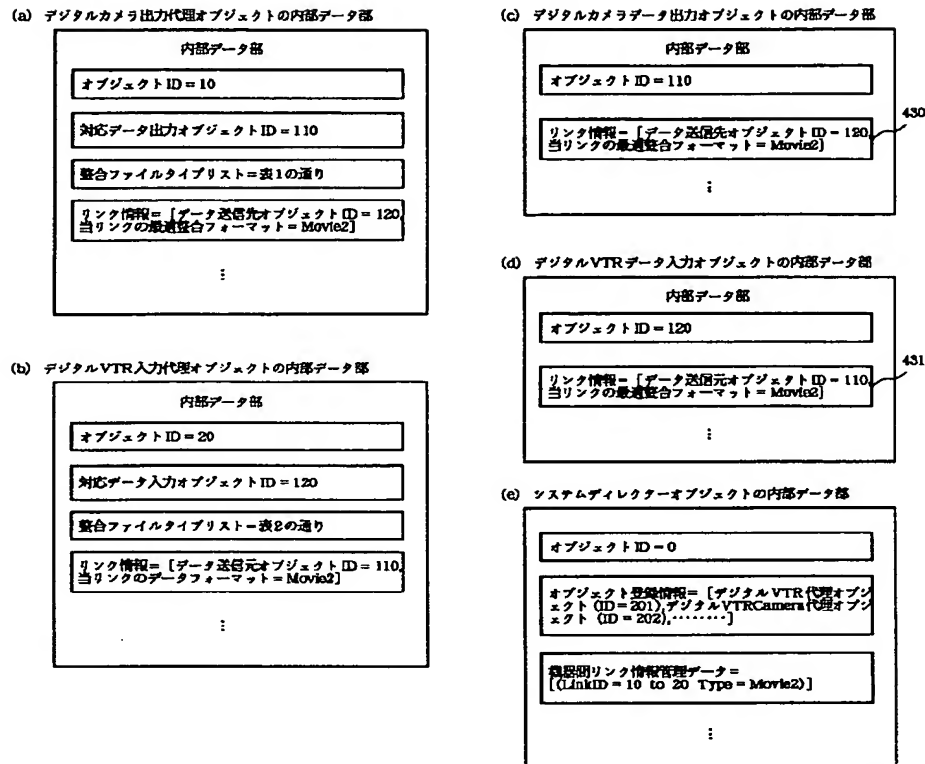 (a) デジタルカメラ出力代理オブジェクトの内部データ部
内部データ部
オブジェクトID=10
対応データ出力オブジェクトID=110
整合ファイルタイプリスト=表1の通り
リンク情報=［データ送信先オブジェクトID=120,
当リンクの最適整合フォーマット=Movie2］
⋮
(b) デジタルVTR入力代理オブジェクトの内部データ部
内部データ部
オブジェクトID=20
対応データ入力オブジェクトID=120
整合ファイルタイプリスト=表2の通り
リンク情報=［データ送信元オブジェクトID=110,
当リンクのデータフォーマット=Movie2］
⋮
(c) デジタルカメラデータ出力オブジェクトの内部データ部
内部データ部
オブジェクトID=110
430
リンク情報=［データ送信先オブジェクトID=120,
当リンクの最適整合フォーマット=Movie2］
⋮
(d) デジタルVTRデータ入力オブジェクトの内部データ部
内部データ部
オブジェクトID=120
431
リンク情報=［データ送信元オブジェクトID=110,
当リンクの最適整合フォーマット=Movie2］
⋮
(e) システムディレクターオブジェクトの内部データ部
オブジェクトID=0
オブジェクト登録情報=［デジタルVTR代理オブジ
ェクト(ID=201),デジタルVTRCamera代理オブジ
ェクト(ID=202),‥‥‥‥］
機器間リンク情報管理データ=
[(LinkID=10 to 20 Type=Movie2)]
⋮